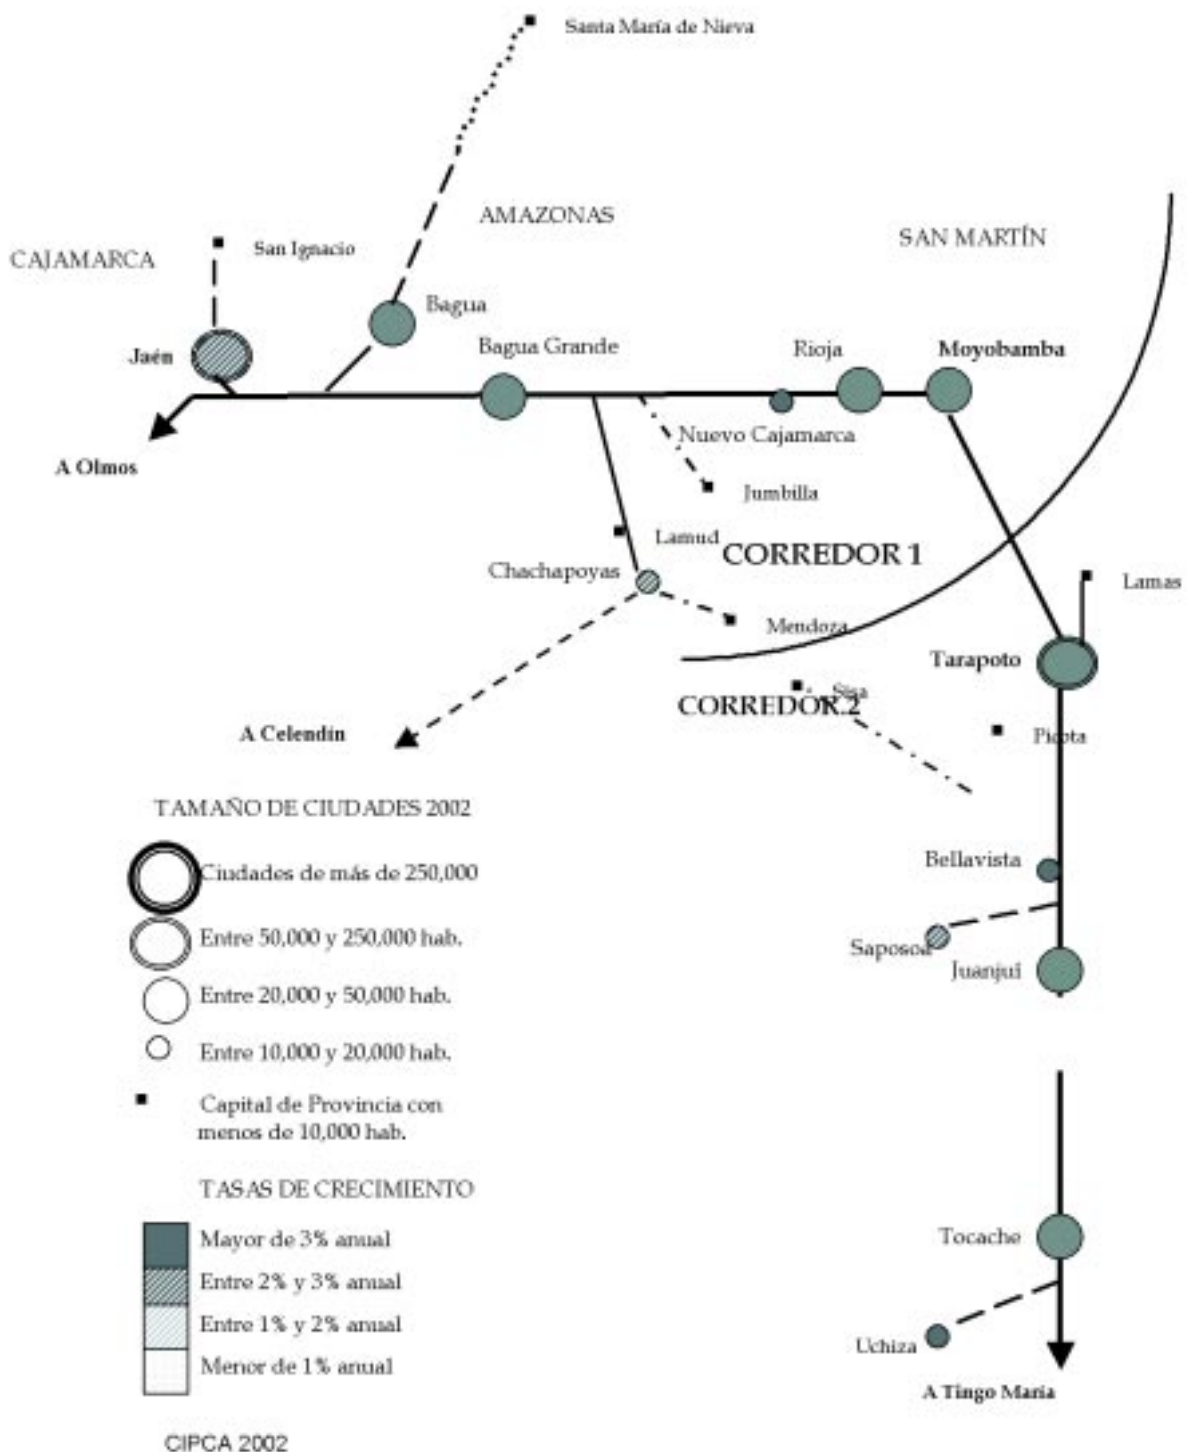 Santa María de Nieva
AMAZONAS
SAN MARTÍN
CAJAMARCA
San Ignacio
Bagua
Jaén
Bagua Grande
Rioja
Moyobamba
Nuevo Cajamarca
A Olmos
Jumbilla
Lamud
CORREDOR 1
Chachapoyas
Lamas
Mendoza
Tarapoto
Sisa
CORREDOR 2
A Celendín
Picota
TAMAÑO DE CIUDADES 2002
Ciudades de más de 250,000
Bellavista
Entre 50,000 y 250,000 hab.
Saposoa
Juanjuí
Entre 20,000 y 50,000 hab.
Entre 10,000 y 20,000 hab.
Capital de Provincia con
menos de 10,000 hab.
TASAS DE CRECIMIENTO
Mayor de 3% anual
Tocache
Entre 2% y 3% anual
Entre 1% y 2% anual
Uchiza
Menor de 1% anual
A Tingo María
CIPCA 2002